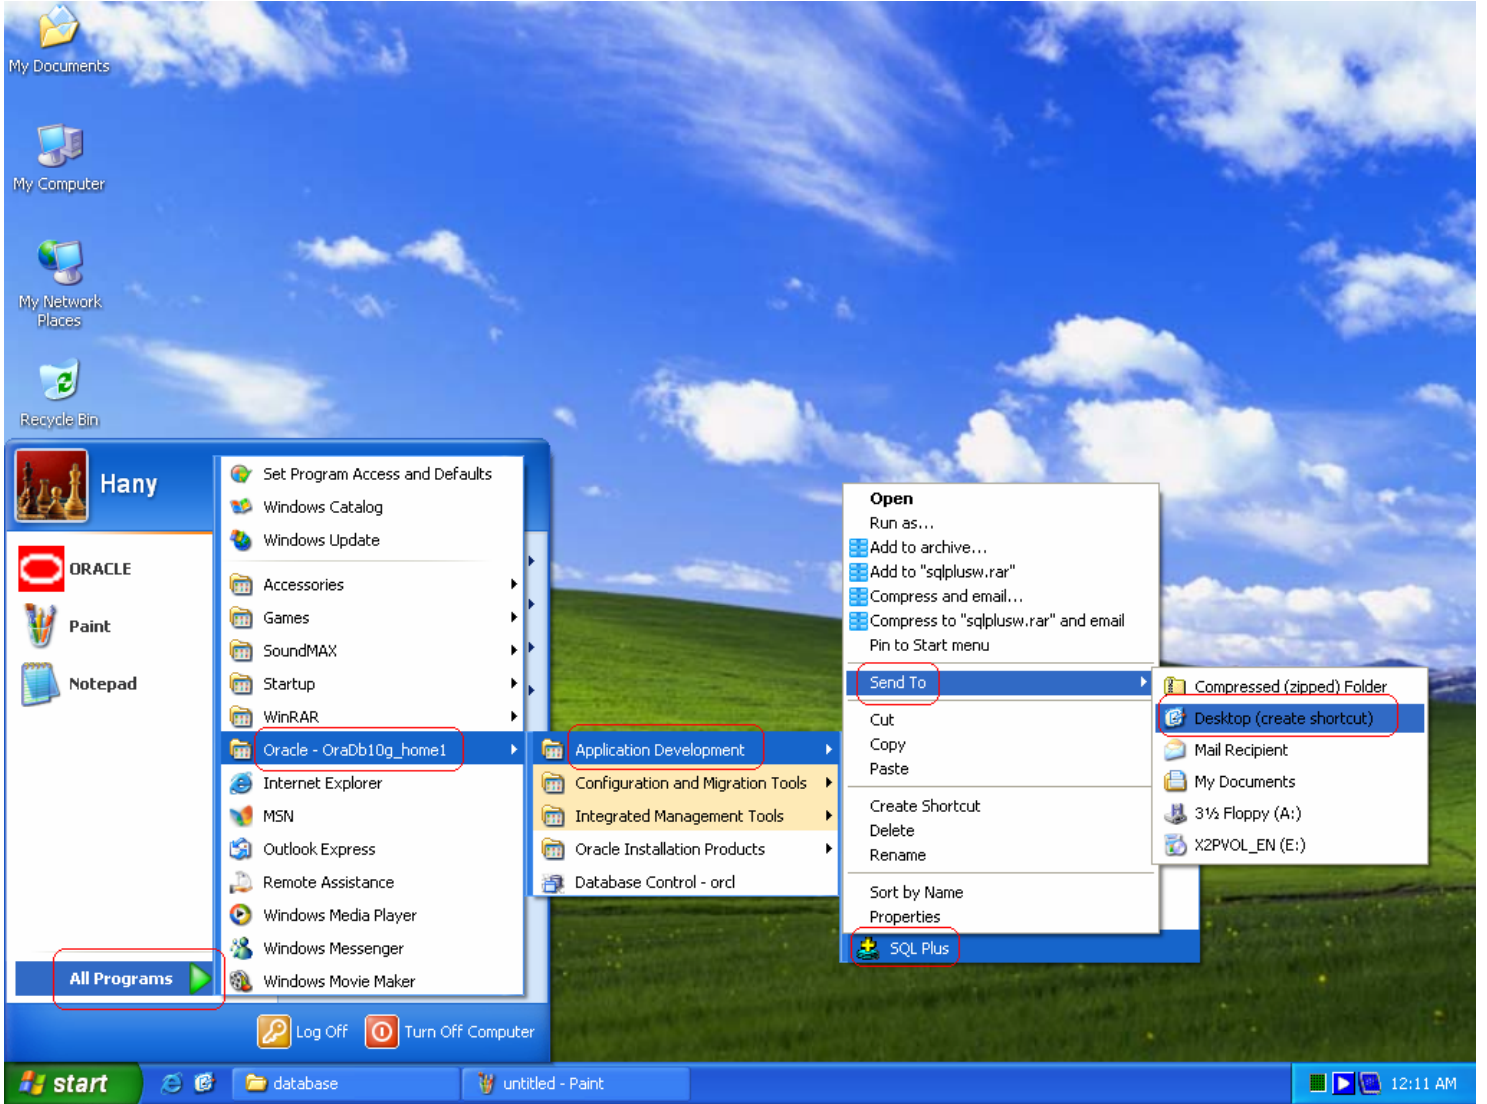 My Documents
My Computer
My Network
Places
Recycle Bin
Hany
ORACLE
Paint
Notepad
All Programs
Set Program Access and Defaults
Windows Catalog
Windows Update
Accessories
Games
SoundMAX
Startup
WinRAR
Oracle - OraDb10g_home1
Internet Explorer
MSN
Outlook Express
Remote Assistance
Windows Media Player
Windows Messenger
Windows Movie Maker
Application Development
Configuration and Migration Tools
Integrated Management Tools
Oracle Installation Products
Database Control - orcl
Open
Run as...
Add to archive...
Add to "sqlplusw.rar"
Compress and email...
Compress to "sqlplusw.rar" and email
Pin to Start menu
Send To
Cut
Copy
Paste
Create Shortcut
Delete
Rename
Sort by Name
Properties
SQL Plus
Compressed (zipped) Folder
Desktop (create shortcut)
Mail Recipient
My Documents
3½ Floppy (A:)
X2PVOL_EN (E:)
Log Off
Turn Off Computer
start
database
untitled - Paint
12:11 AM